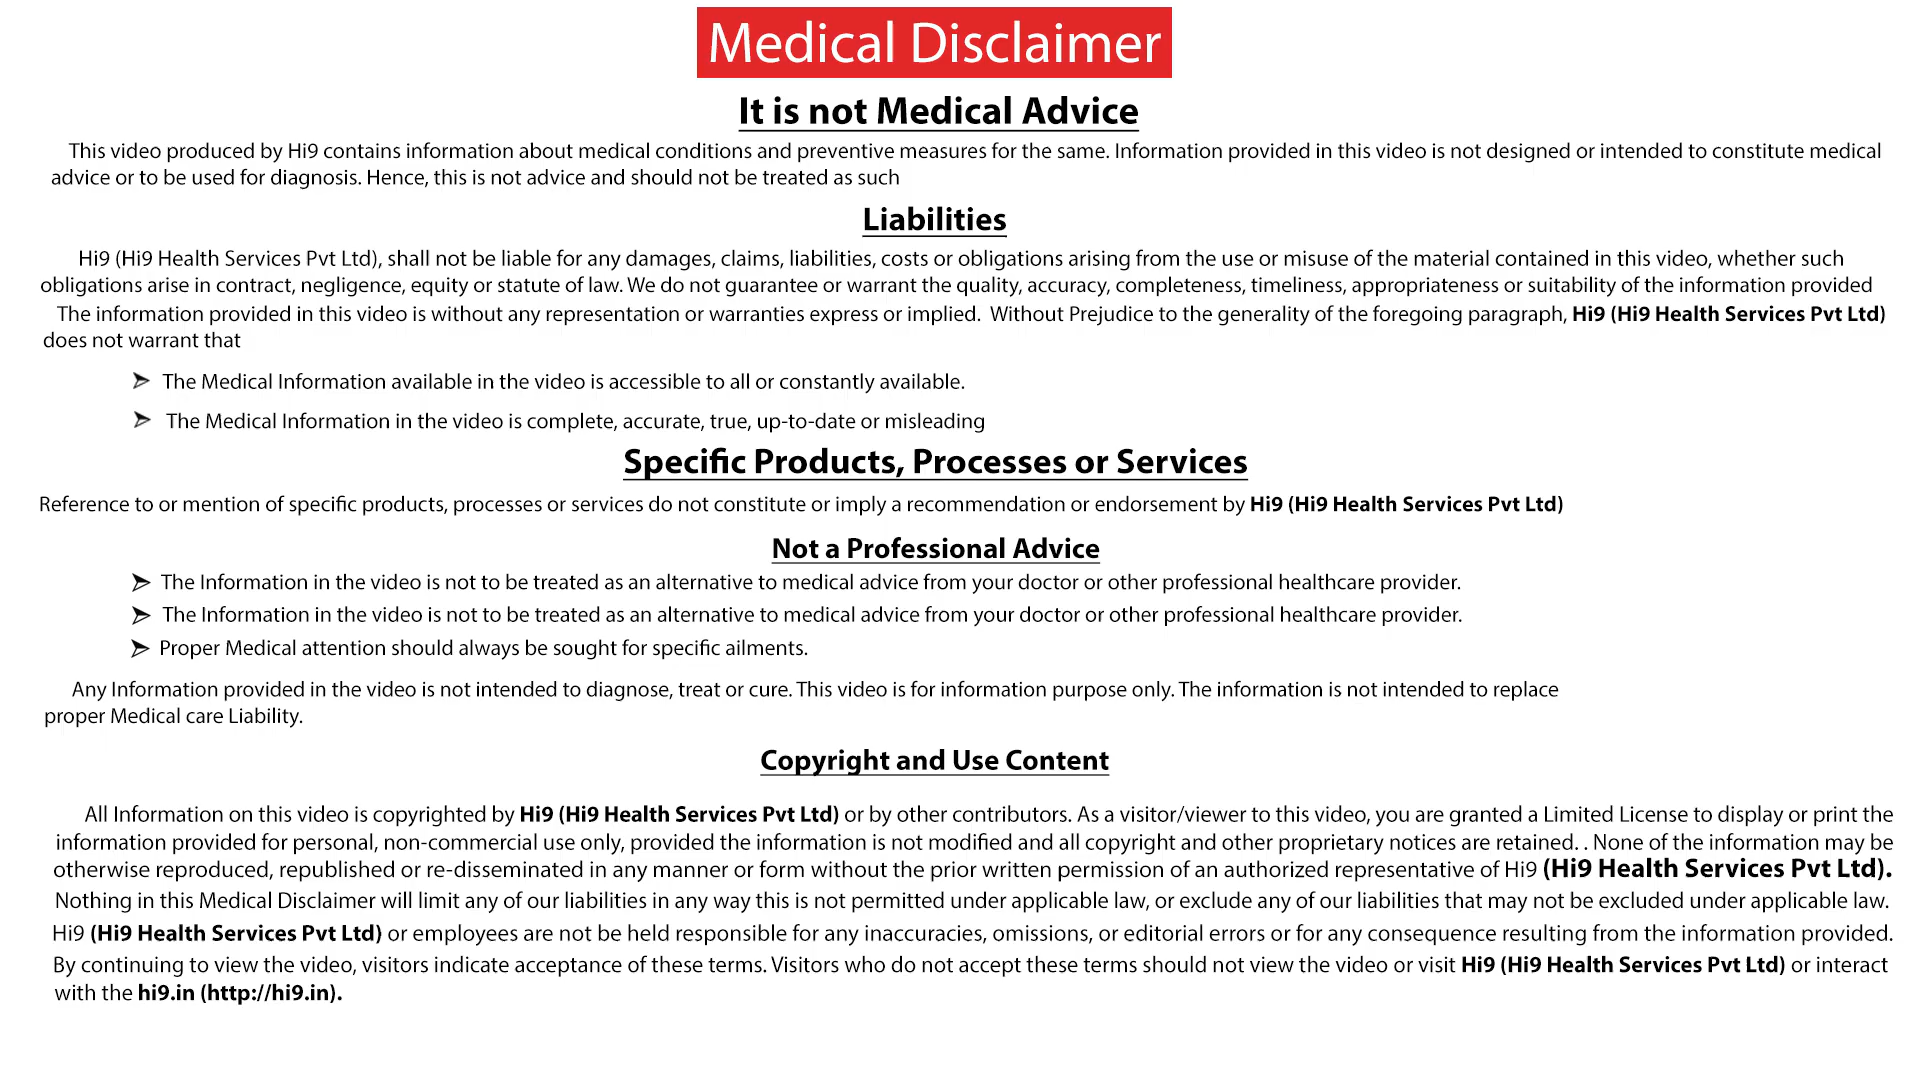 Medical Disclaimer
It is not Medical Advice
This video produced by Hi9 contains information about medical conditions and preventive measures for the same. Information provided in this video is not designed or intended to constitute medical
advice or to be used for diagnosis. Hence, this is not advice and should not be treated as such
Liabilities
Hi9 (Hi9 Health Services Pvt Ltd), shall not be liable for any damages, claims, liabilities, costs or obligations arising from the use or misuse of the material contained in this video, whether such
obligations arise in contract, negligence, equity or statute of law. We do not guarantee or warrant the quality, accuracy, completeness, timeliness, appropriateness or suitability of the information provided
The information provided in this video is without any representation or warranties express or implied. Without Prejudice to the generality of the foregoing paragraph, Hi9 (Hi9 Health Services Pvt Ltd)
does not warrant that
➢ The Medical Information available in the video is accessible to all or constantly available.
➢ The Medical Information in the video is complete, accurate, true, up-to-date or misleading
Specific Products, Processes or Services
Reference to or mention of specific products, processes or services do not constitute or imply a recommendation or endorsement by Hi9 (Hi9 Health Services Pvt Ltd)
Not a Professional Advice
➢ The Information in the video is not to be treated as an alternative to medical advice from your doctor or other professional healthcare provider.
➢ The Information in the video is not to be treated as an alternative to medical advice from your doctor or other professional healthcare provider.
➢ Proper Medical attention should always be sought for specific ailments.
Any Information provided in the video is not intended to diagnose, treat or cure. This video is for information purpose only. The information is not intended to replace
proper Medical care Liability.
Copyright and Use Content
All Information on this video is copyrighted by Hi9 (Hi9 Health Services Pvt Ltd) or by other contributors. As a visitor/viewer to this video, you are granted a Limited License to display or print the
information provided for personal, non-commercial use only, provided the information is not modified and all copyright and other proprietary notices are retained. . None of the information may be
otherwise reproduced, republished or re-disseminated in any manner or form without the prior written permission of an authorized representative of Hi9 (Hi9 Health Services Pvt Ltd).
Nothing in this Medical Disclaimer will limit any of our liabilities in any way this is not permitted under applicable law, or exclude any of our liabilities that may not be excluded under applicable law.
Hi9 (Hi9 Health Services Pvt Ltd) or employees are not be held responsible for any inaccuracies, omissions, or editorial errors or for any consequence resulting from the information provided.
By continuing to view the video, visitors indicate acceptance of these terms. Visitors who do not accept these terms should not view the video or visit Hi9 (Hi9 Health Services Pvt Ltd) or interact
with the hi9.in (http://hi9.in).